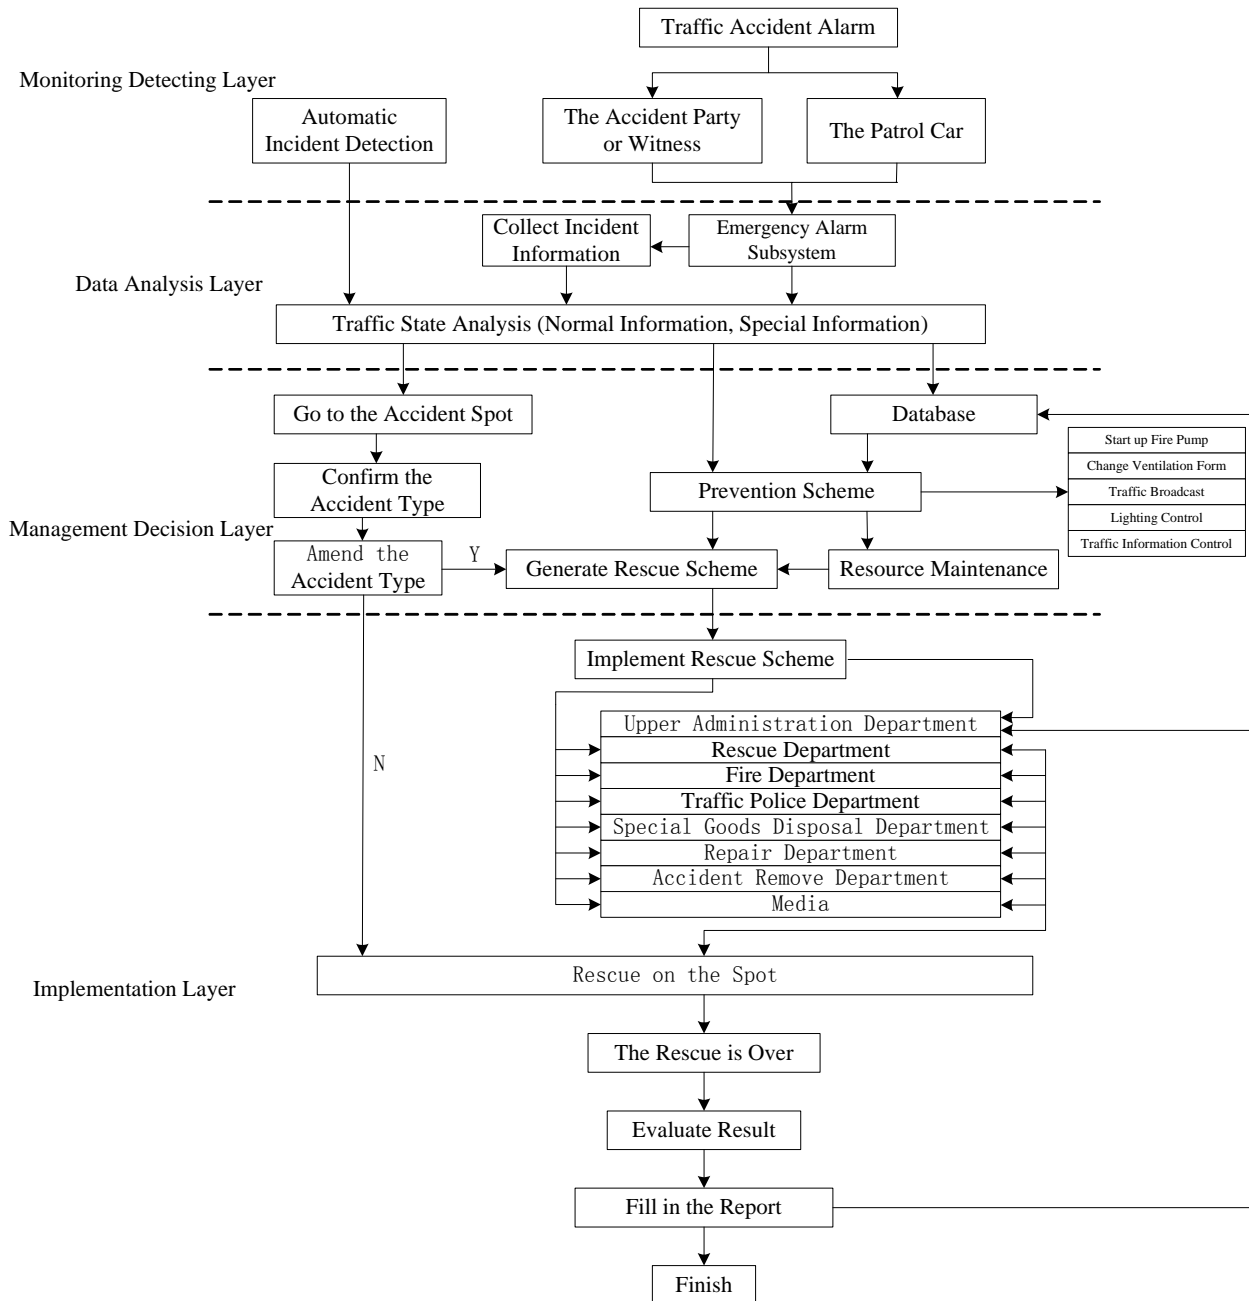 Traffic Accident Alarm
Monitoring Detecting Layer
Automatic
Incident Detection
The Accident Party
or Witness
The Patrol Car
Collect Incident
Information
Emergency Alarm
Subsystem
Data Analysis Layer
Traffic State Analysis (Normal Information, Special Information)
Go to the Accident Spot
Database
Start up Fire Pump
Change Ventilation Form
Traffic Broadcast
Lighting Control
Traffic Information Control
Confirm the
Accident Type
Prevention Scheme
Management Decision Layer
Amend the
Accident Type
Y
Generate Rescue Scheme
Resource Maintenance
Implement Rescue Scheme
Upper Administration Department
Rescue Department
Fire Department
Traffic Police Department
Special Goods Disposal Department
Repair Department
Accident Remove Department
Media
N
Rescue on the Spot
Implementation Layer
The Rescue is Over
Evaluate Result
Fill in the Report
Finish